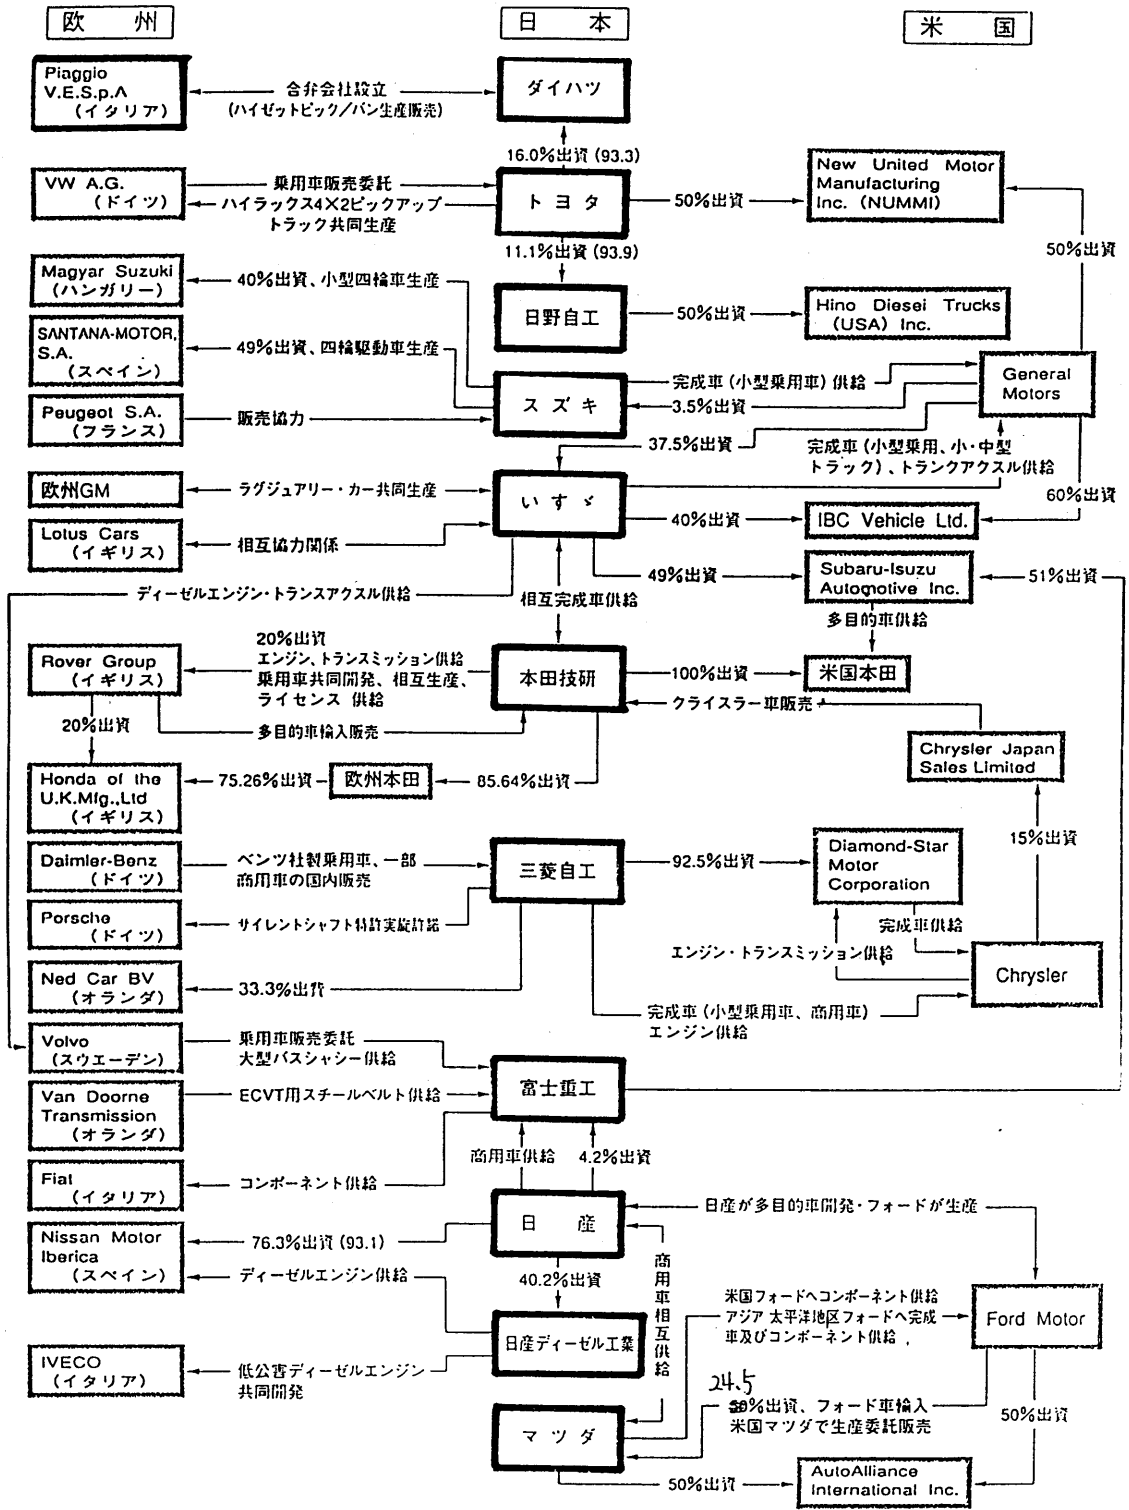 欧　州
日　本
米　国
Piaggio
V.E.S.p.A
(イタリア)
合弁会社設立
(ハイゼットピック／バン生産販売)
ダイハツ
16.0%出資(93.3)
VW A.G.
(ドイツ)
乗用車販売委託
ハイラックス4×2ピックアップ
トラック共同生産
トヨタ
50%出資
New United Motor
Manufacturing
Inc. (NUMMI)
50%出資
11.1%出資(93.9)
Magyar Suzuki
(ハンガリー)
40%出資、小型四輪車生産
日野自工
50%出資
Hino Diesei Trucks
(USA) Inc.
SANTANA-MOTOR,
S.A.
(スペイン)
49%出資、四輪駆動車生産
スズキ
完成車(小型乗用車)供給
3.5%出資
General
Motors
Peugeot S.A.
(フランス)
販売協力
37.5%出資
完成車(小型乗用、小・中型
トラック)、トランクアクスル供給
欧州GM
ラグジュアリー・カー共同生産
いすゞ
40%出資
IBC Vehicle Ltd.
60%出資
Lotus Cars
(イギリス)
相互協力関係
49%出資
Subaru-Isuzu
Automotive Inc.
51%出資
ディーゼルエンジン・トランスアクスル供給
相互完成車供給
多目的車供給
Rover Group
(イギリス)
20%出資
エンジン、トランスミッション供給
乗用車共同開発、相互生産、
ライセンス 供給
本田技研
100%出資
米国本田
クライスラー車販売
20%出資
多目的車輸入販売
Chrysler Japan
Sales Limited
Honda of the
U.K.Mfg.,Ltd
(イギリス)
75.26%出資
欧州本田
85.64%出資
15%出資
Daimler-Benz
(ドイツ)
ベンツ社製乗用車、一部
商用車の国内販売
三菱自工
92.5%出資
Diamond-Star
Motor
Corporation
Porsche
(ドイツ)
サイレントシャフト特許実施許諾
完成車供給
エンジン・トランスミッション供給
Chrysler
Ned Car BV
(オランダ)
33.3%出資
完成車(小型乗用車、商用車)
エンジン供給
Volvo
(スウエーデン)
乗用車販売委託
大型バスシャシー供給
富士重工
Van Doorne
Transmission
(オランダ)
ECVT用スチールベルト供給
商用車供給
4.2%出資
Fiat
(イタリア)
コンポーネント供給
日　産
日産が多目的車開発・フォードが生産
Nissan Motor
Iberica
(スペイン)
76.3%出資(93.1)
ディーゼルエンジン供給
40.2%出資
商用車相互供給
米国フォードへコンポーネント供給
アジア 太平洋地区フォードへ完成
車及びコンポーネント供給
Ford Motor
日産ディーゼル工業
IVECO
(イタリア)
低公害ディーゼルエンジン
共同開発
24.5
%出資、フォード車輸入
米国マツダで生産委託販売
50%出資
マツダ
50%出資
AutoAlliance
International Inc.